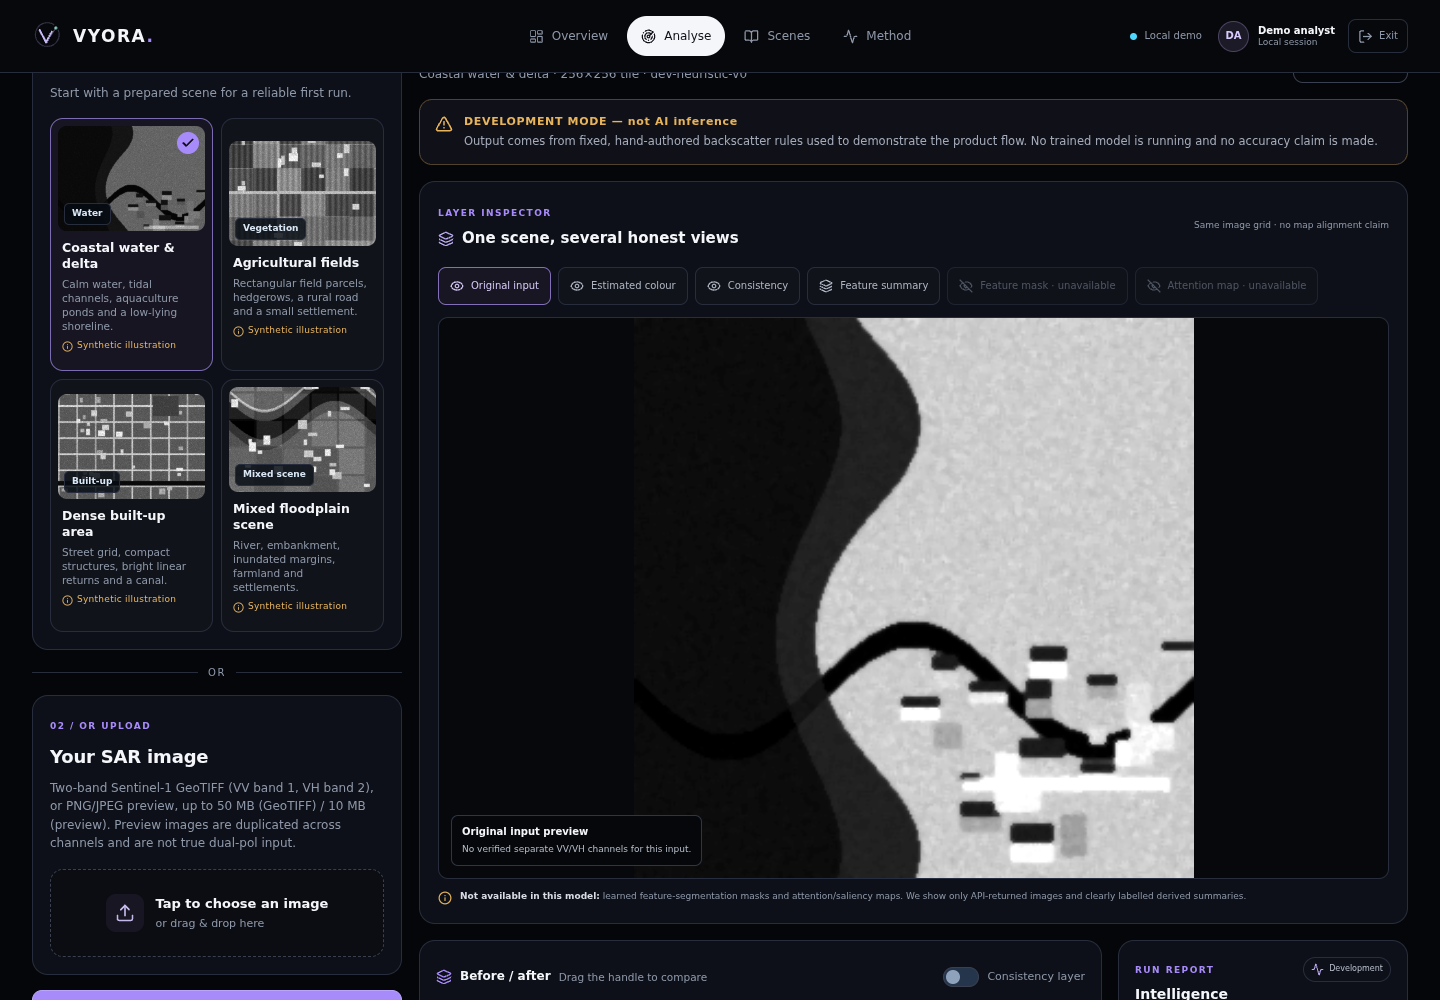 VYORA.
Overview
Analyse
Scenes
Method
Local demo
DA
Demo analyst
Local session
Exit
Start with a prepared scene for a reliable first run.
Water
Coastal water &
delta
Calm water, tidal
channels, aquaculture
ponds and a low-lying
shoreline.
Synthetic illustration
Vegetation
Agricultural fields
Rectangular field parcels,
hedgerows, a rural road
and a small settlement.
Synthetic illustration
Built-up
Dense built-up
area
Street grid, compact
structures, bright linear
returns and a canal.
Synthetic illustration
Mixed scene
Mixed floodplain
scene
River, embankment,
inundated margins,
farmland and
settlements.
Synthetic illustration
OR
02 / OR UPLOAD
Your SAR image
Two-band Sentinel-1 GeoTIFF (VV band 1, VH band 2),
or PNG/JPEG preview, up to 50 MB (GeoTIFF) / 10 MB
(preview). Preview images are duplicated across
channels and are not true dual-pol input.
Tap to choose an image
or drag & drop here
Coastal water & delta · 256×256 tile · dev-heuristic-v0
DEVELOPMENT MODE — not AI inference
Output comes from fixed, hand-authored backscatter rules used to demonstrate the product flow. No trained model is running and no accuracy claim is made.
LAYER INSPECTOR
One scene, several honest views
Same image grid · no map alignment claim
Original input
Estimated colour
Consistency
Feature summary
Feature mask · unavailable
Attention map · unavailable
Original input preview
No verified separate VV/VH channels for this input.
Not available in this model: learned feature-segmentation masks and attention/saliency maps. We show only API-returned images and clearly labelled derived summaries.
Before / after
Drag the handle to compare
Consistency layer
RUN REPORT
Development
Intelligence